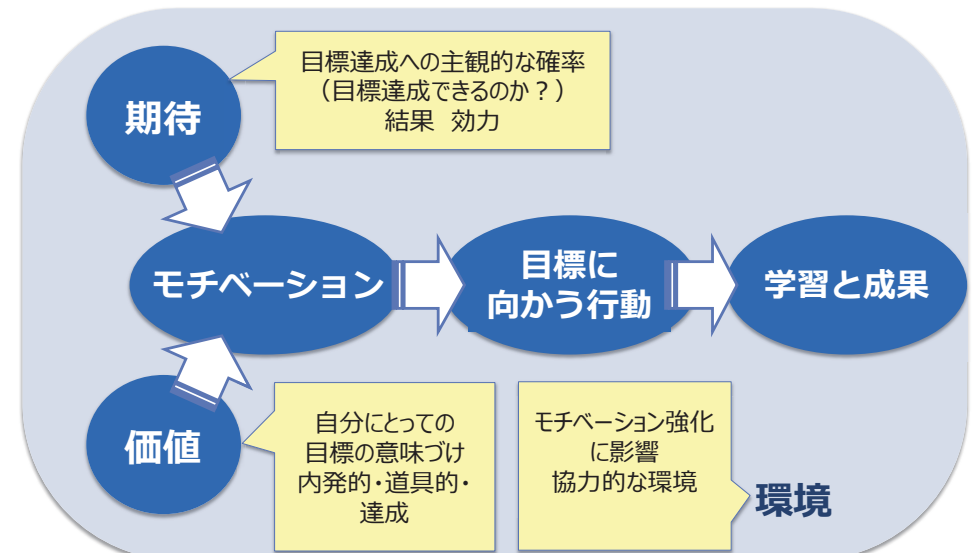 目標達成への主観的な確率
（目標達成できるのか？）
結果 効力
期待
モチベーション
目標に
向かう行動
学習と成果
価値
自分にとっての
目標の意味づけ
内発的・道具的・
達成
モチベーション強化
に影響
協力的な環境
環境